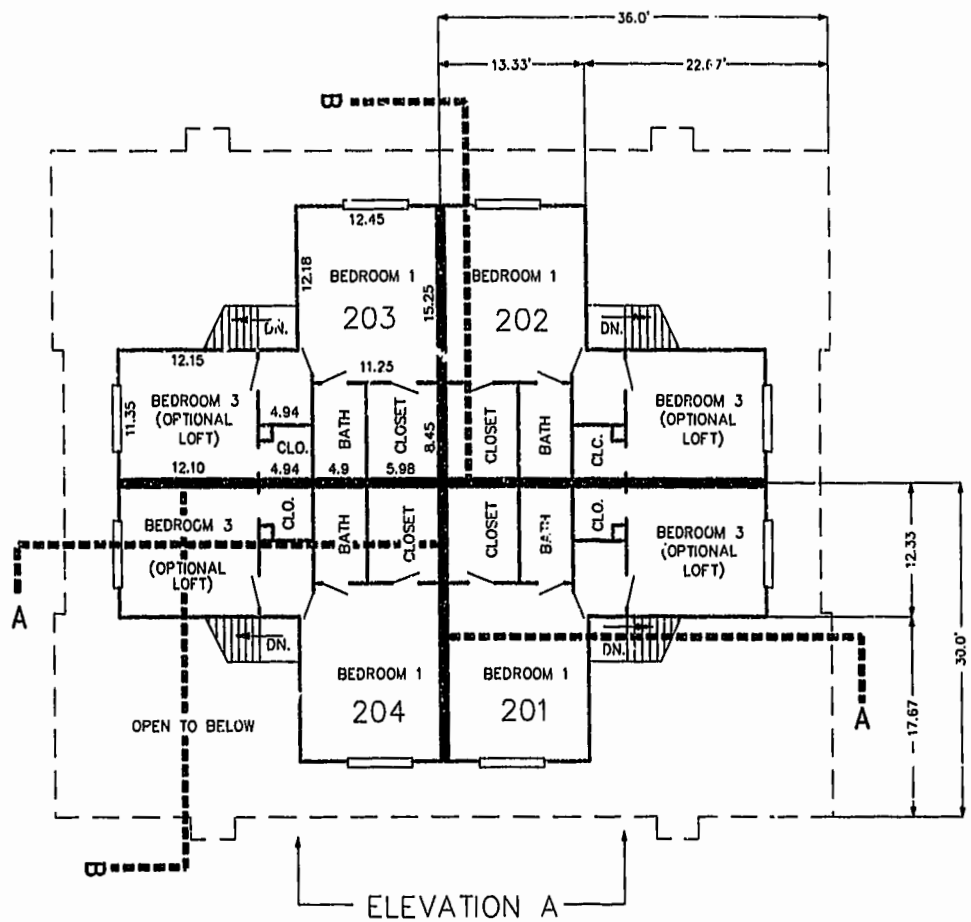 36.0'
13.33'
B
12.45
12.18
BEDROOM 1
BEDROOM 1
203
15.25
202
DN.
DN.
12.15
11.25
BEDROOM 3
(OPTIONAL
LOFT)
11.35
4.94
CLO.
BATH
CLOSET
8.45
CLOSET
BATH
CLC.
BEDROOM 3
(OPTIONAL
LOFT)
12.10
4.94
4.9
5.98
BEDROOM 3
(OPTIONAL
LOFT)
CLO.
BATH
CLOSET
CLOSET
BATH
CLO.
BEDROOM 3
(OPTIONAL
LOFT)
12.33
A
DN.
DN.
BEDROOM 1
BEDROOM 1
204
201
30.0'
A
17.67
OPEN TO BELOW
B
ELEVATION A